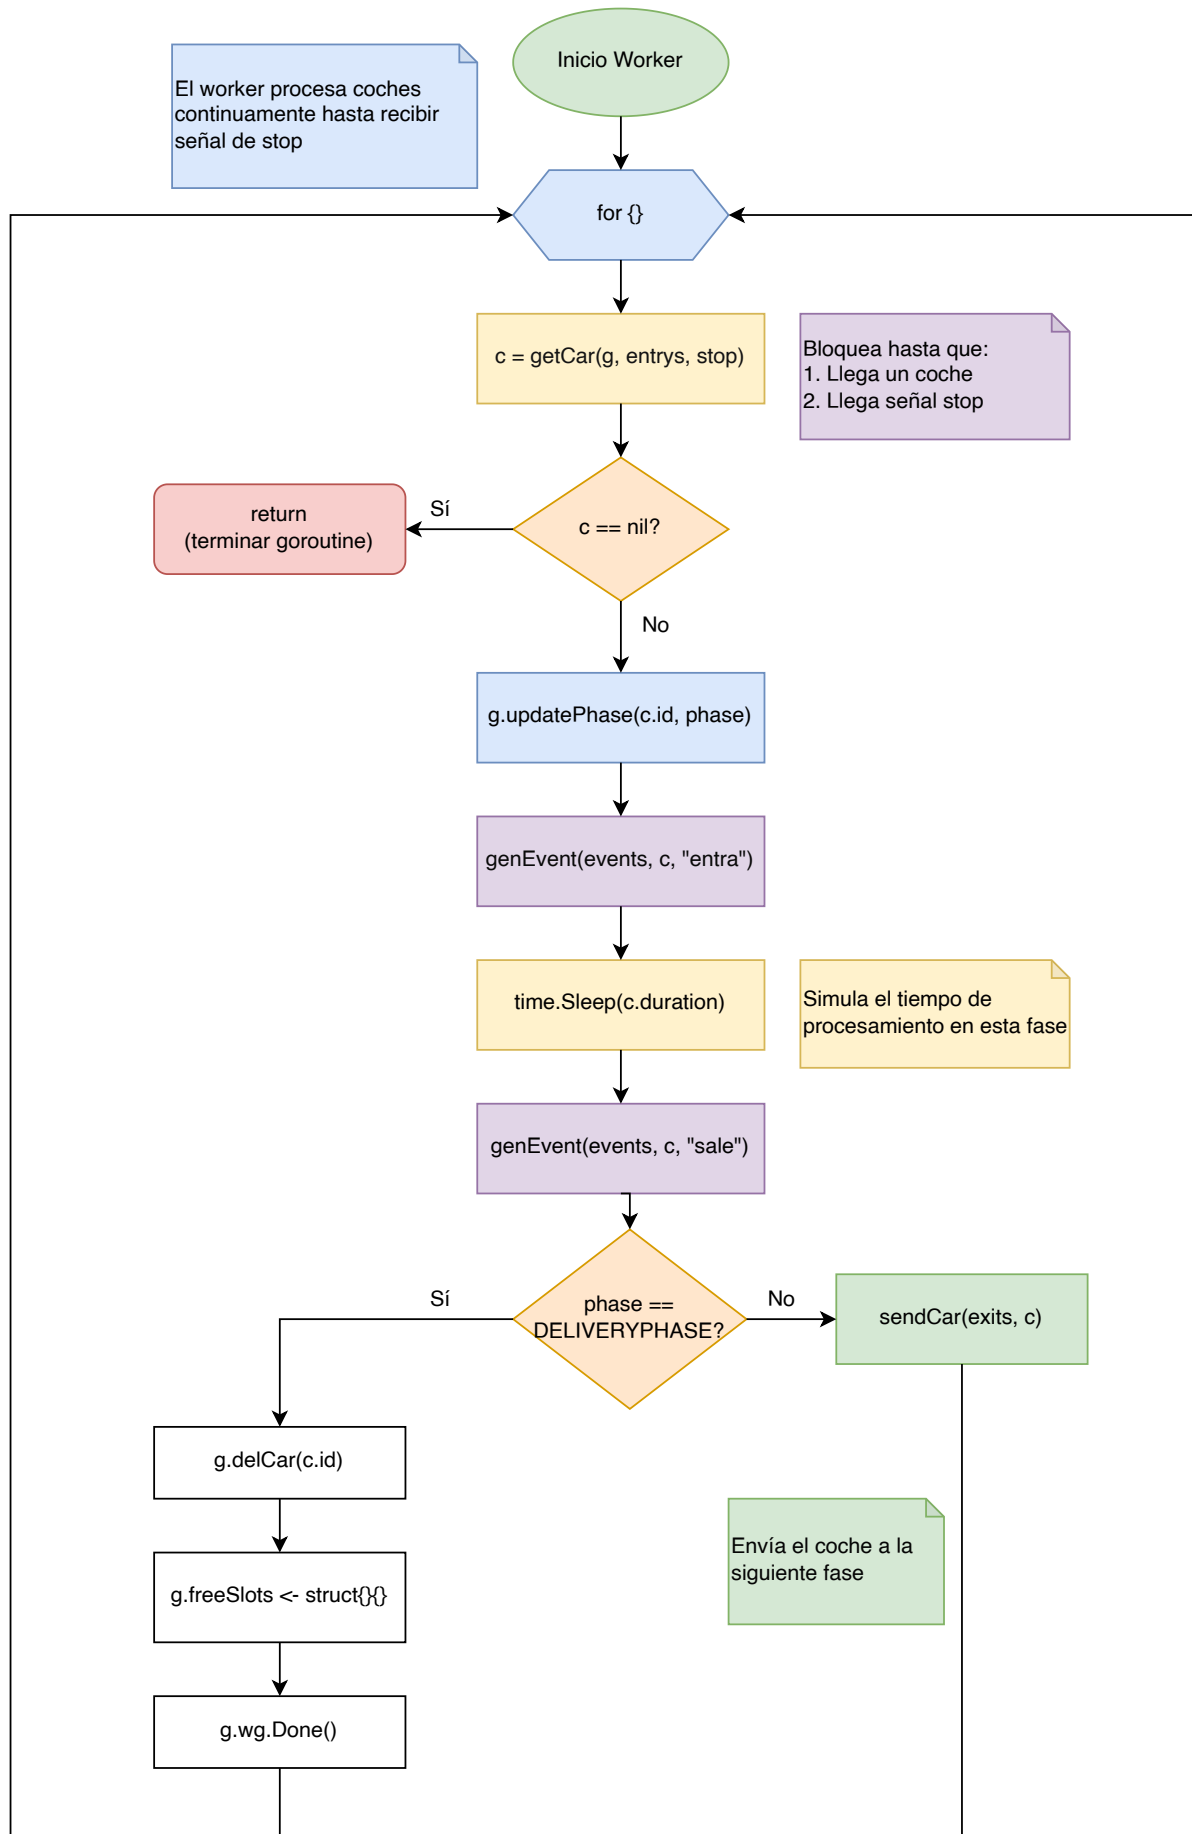 Inicio Worker
El worker procesa coches
continuamente hasta recibir
señal de stop
for {}
c = getCar(g, entrys, stop)
Bloquea hasta que:
1. Llega un coche
2. Llega señal stop
c == nil?
Sí
return
(terminar goroutine)
No
g.updatePhase(c.id, phase)
genEvent(events, c, "entra")
time.Sleep(c.duration)
Simula el tiempo de
procesamiento en esta fase
genEvent(events, c, "sale")
phase ==
DELIVERYPHASE?
Sí
No
sendCar(exits, c)
g.delCar(c.id)
Envía el coche a la
siguiente fase
g.freeSlots <- struct{}{}
g.wg.Done()